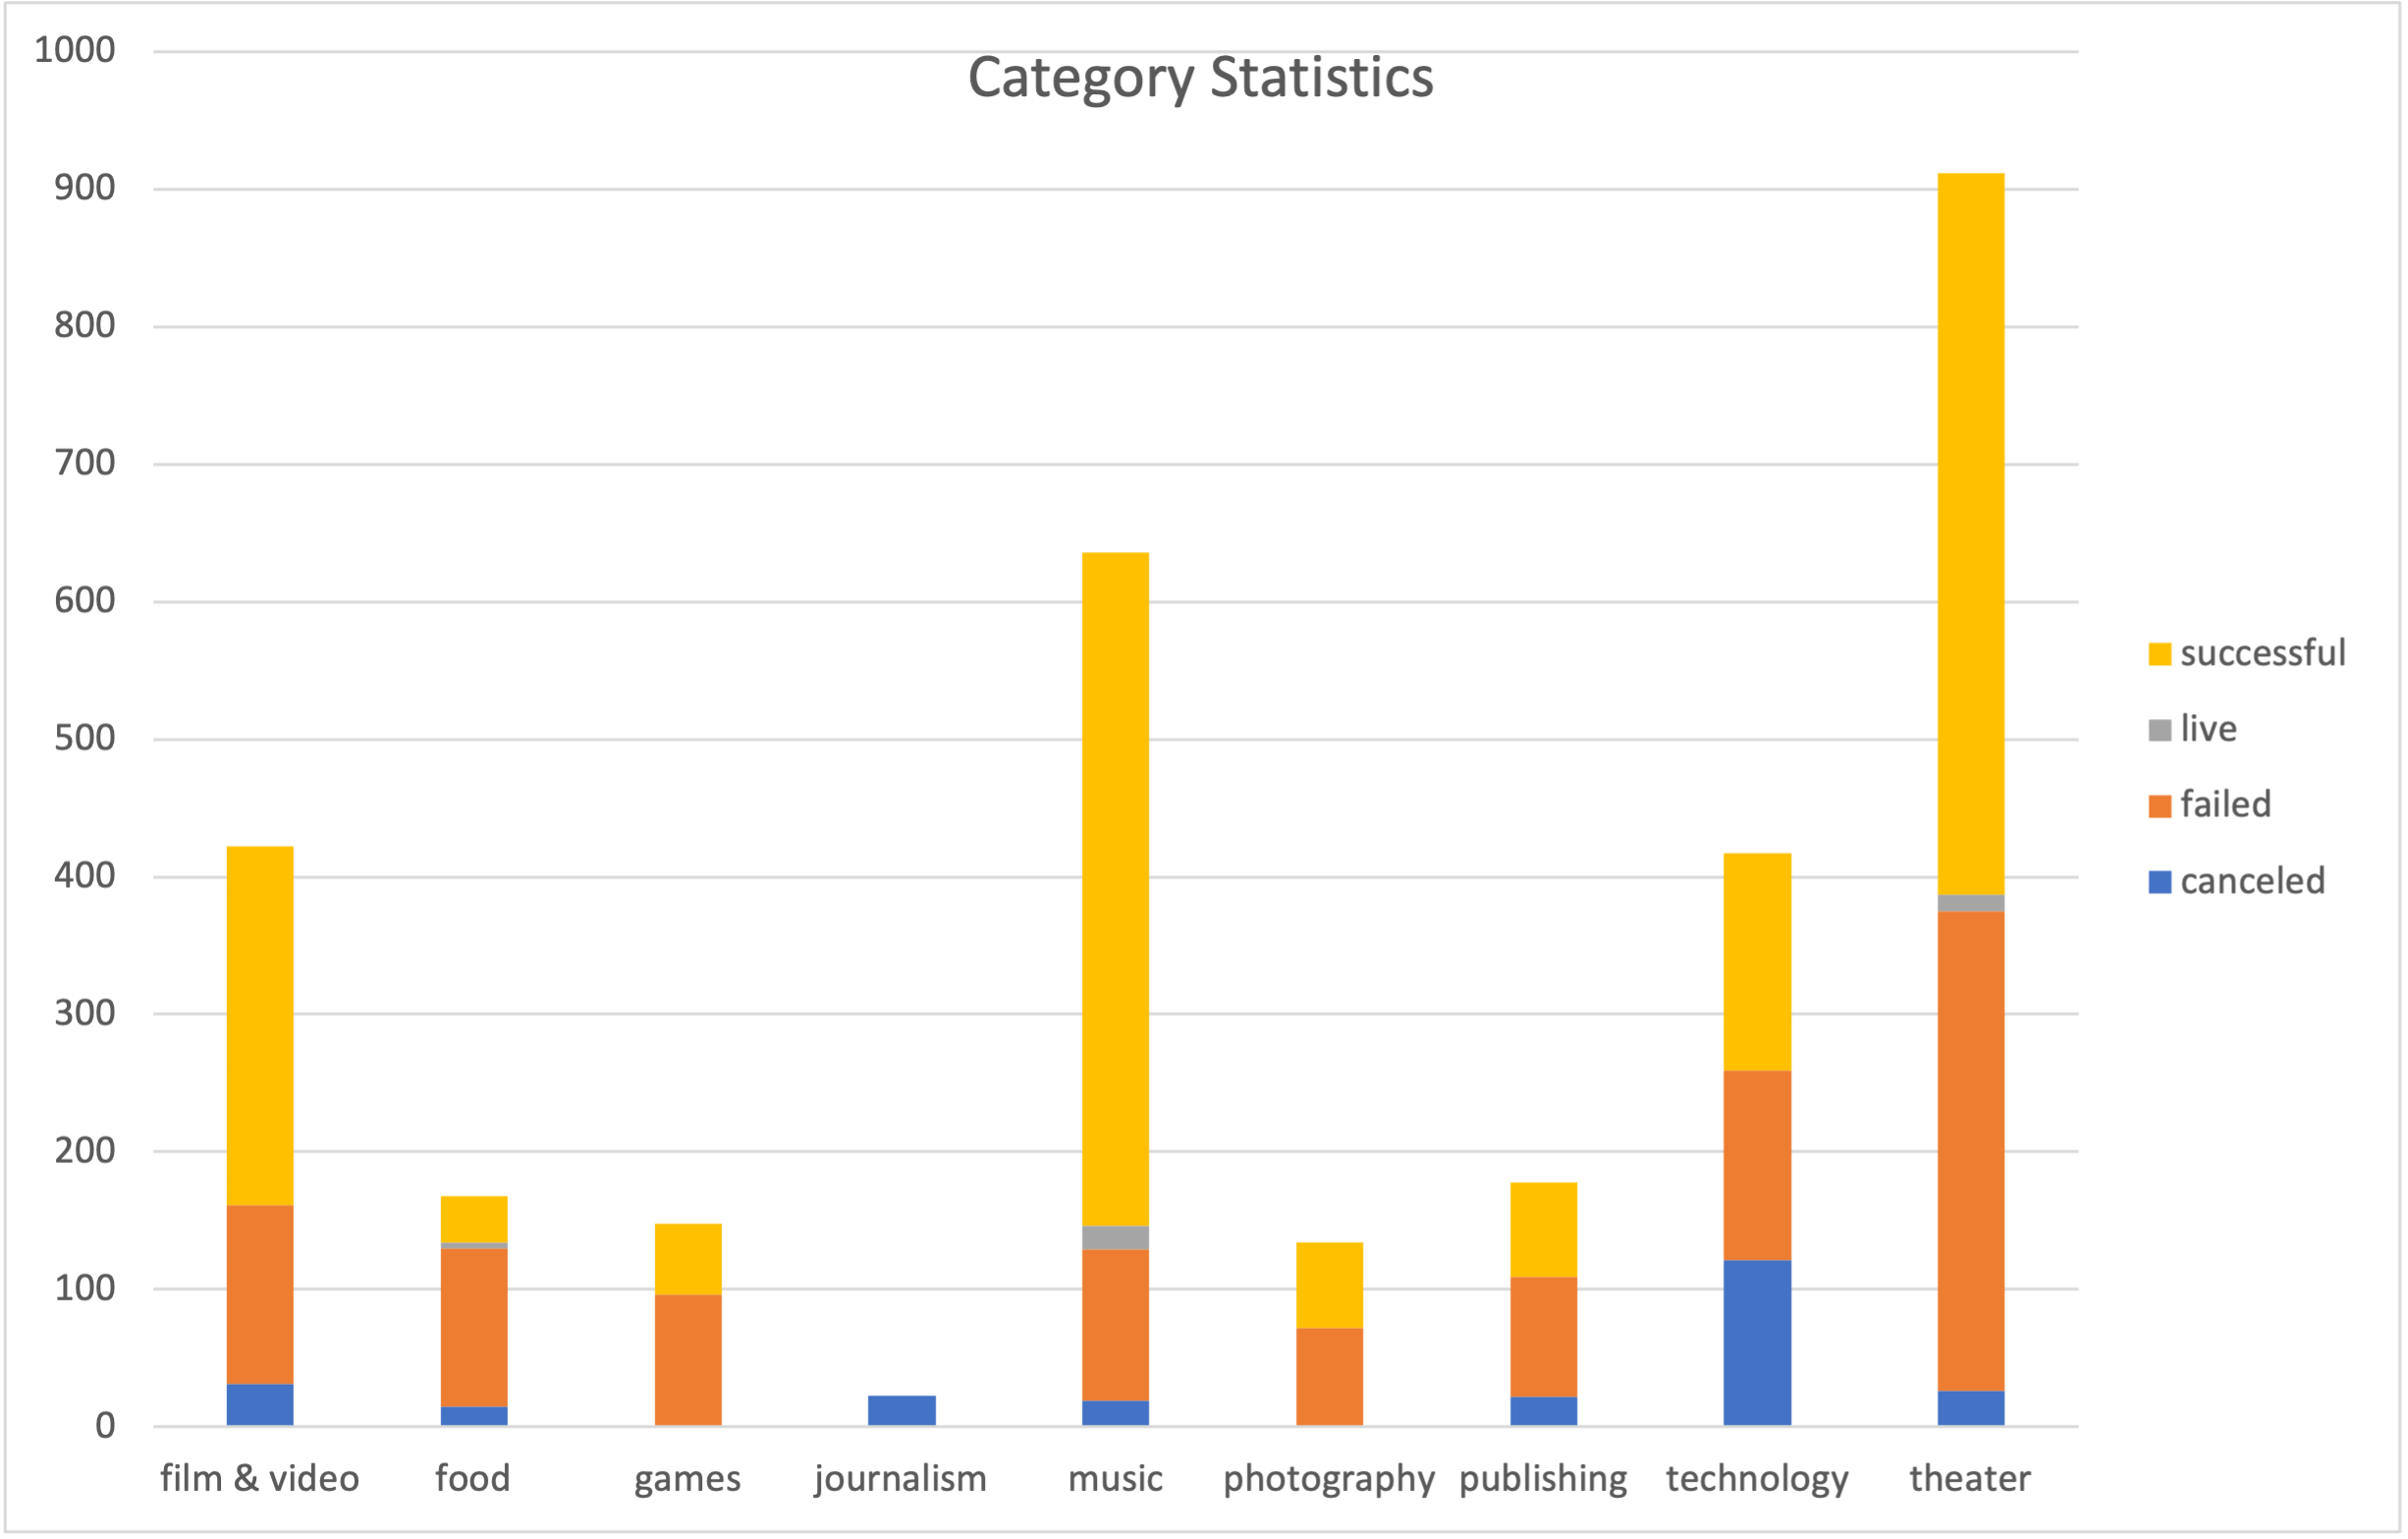 Category Statistics
1000
900
800
700
600
500
400
300
200
100
0
film & video
food
games
journalism
music
photography
publishing
technology
theater
successful
live
failed
canceled